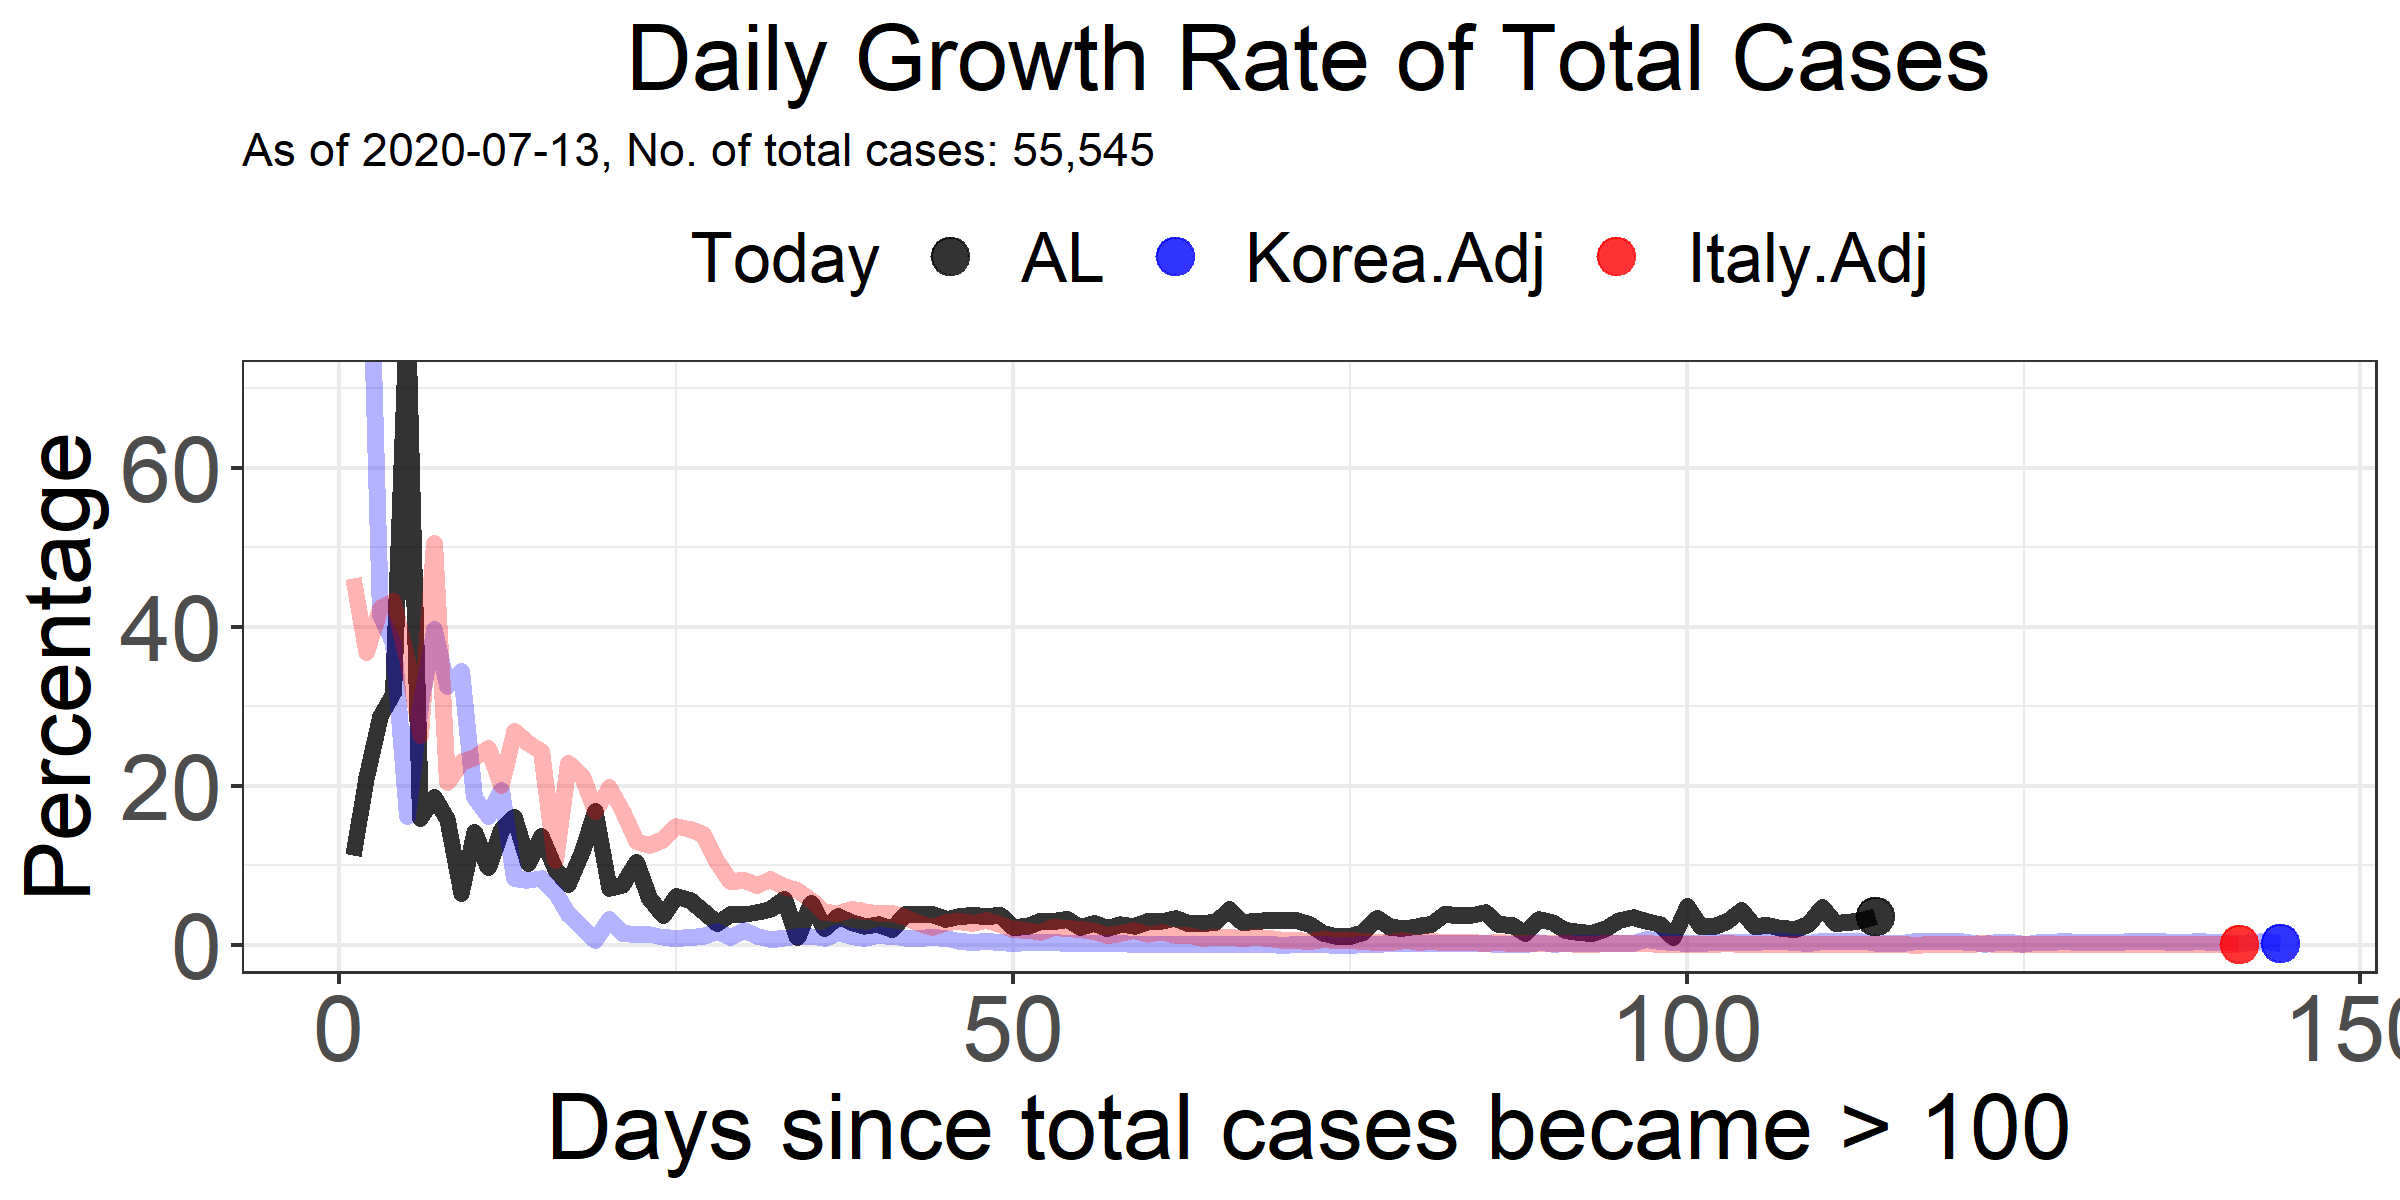 Daily Growth Rate of Total Cases
As of 2020-07-13, No. of total cases: 55,545
Today AL Korea.Adj Italy.Adj
Percentage
60
40
20
0
0 50 100 150
Days since total cases became > 100